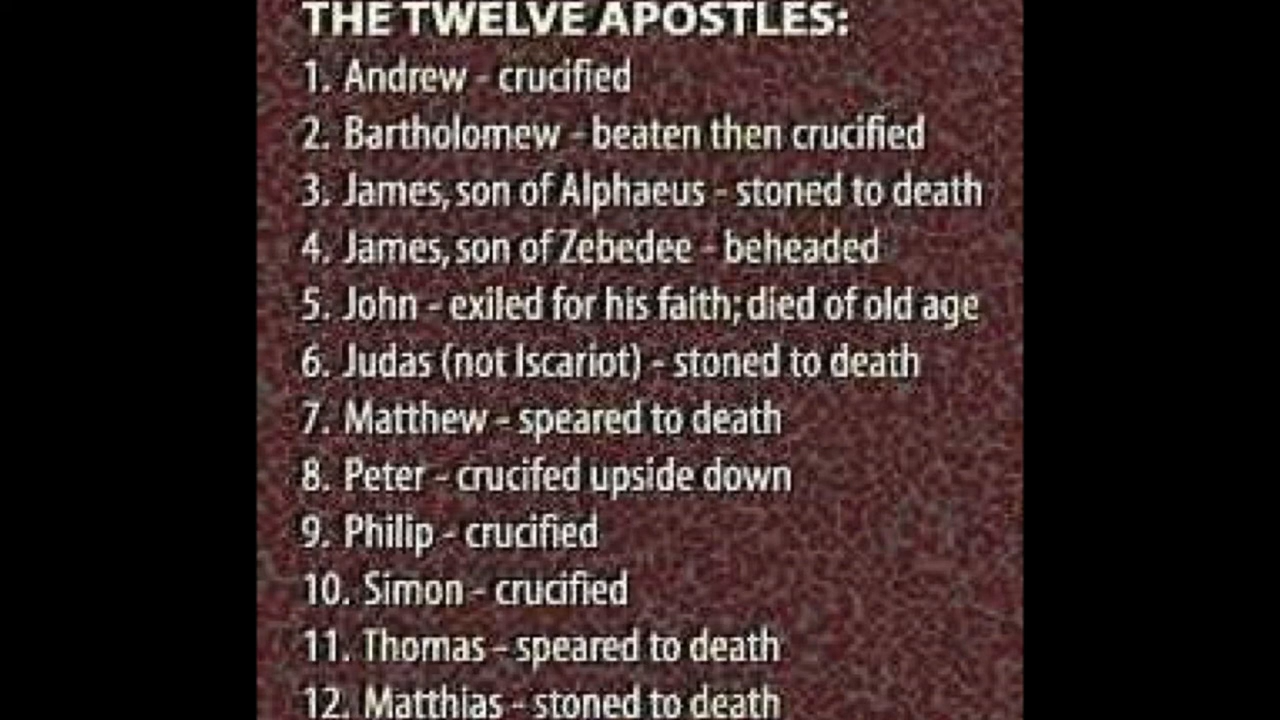 THE TWELVE APOSTLES:
1. Andrew - crucified
2. Bartholomew - beaten then crucified
3. James, son of Alphaeus - stoned to death
4. James, son of Zebedee - beheaded
5. John - exiled for his faith; died of old age
6. Judas (not Iscariot) - stoned to death
7. Matthew - speared to death
8. Peter - crucifed upside down
9. Philip - crucified
10. Simon - crucified
11. Thomas - speared to death
12. Matthias - stoned to death